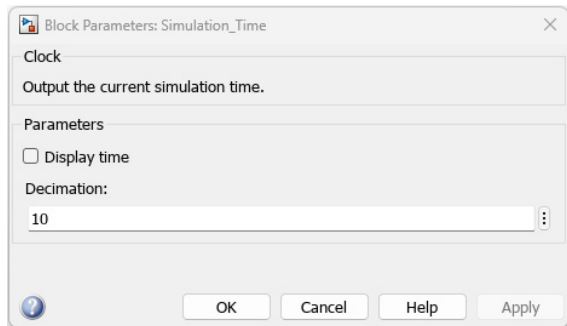 Block Parameters: Simulation_Time
Clock
Output the current simulation time.
Parameters
Display time
Decimation:
10
OK Cancel Help Apply